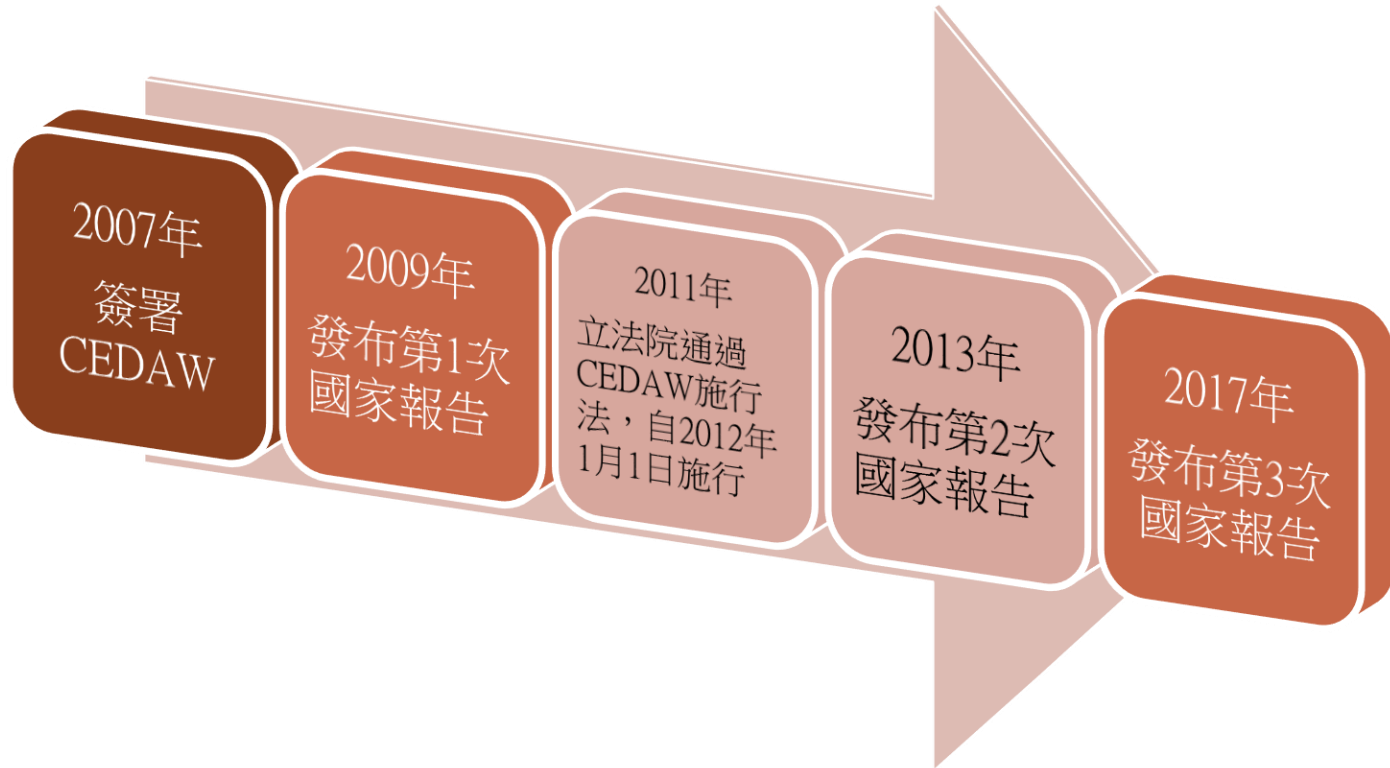 2007年
簽署
CEDAW
2009年
發布第1次
國家報告
2011年
立法院通過
CEDAW施行
法，自2012年
1月1日施行
2013年
發布第2次
國家報告
2017年
發布第3次
國家報告